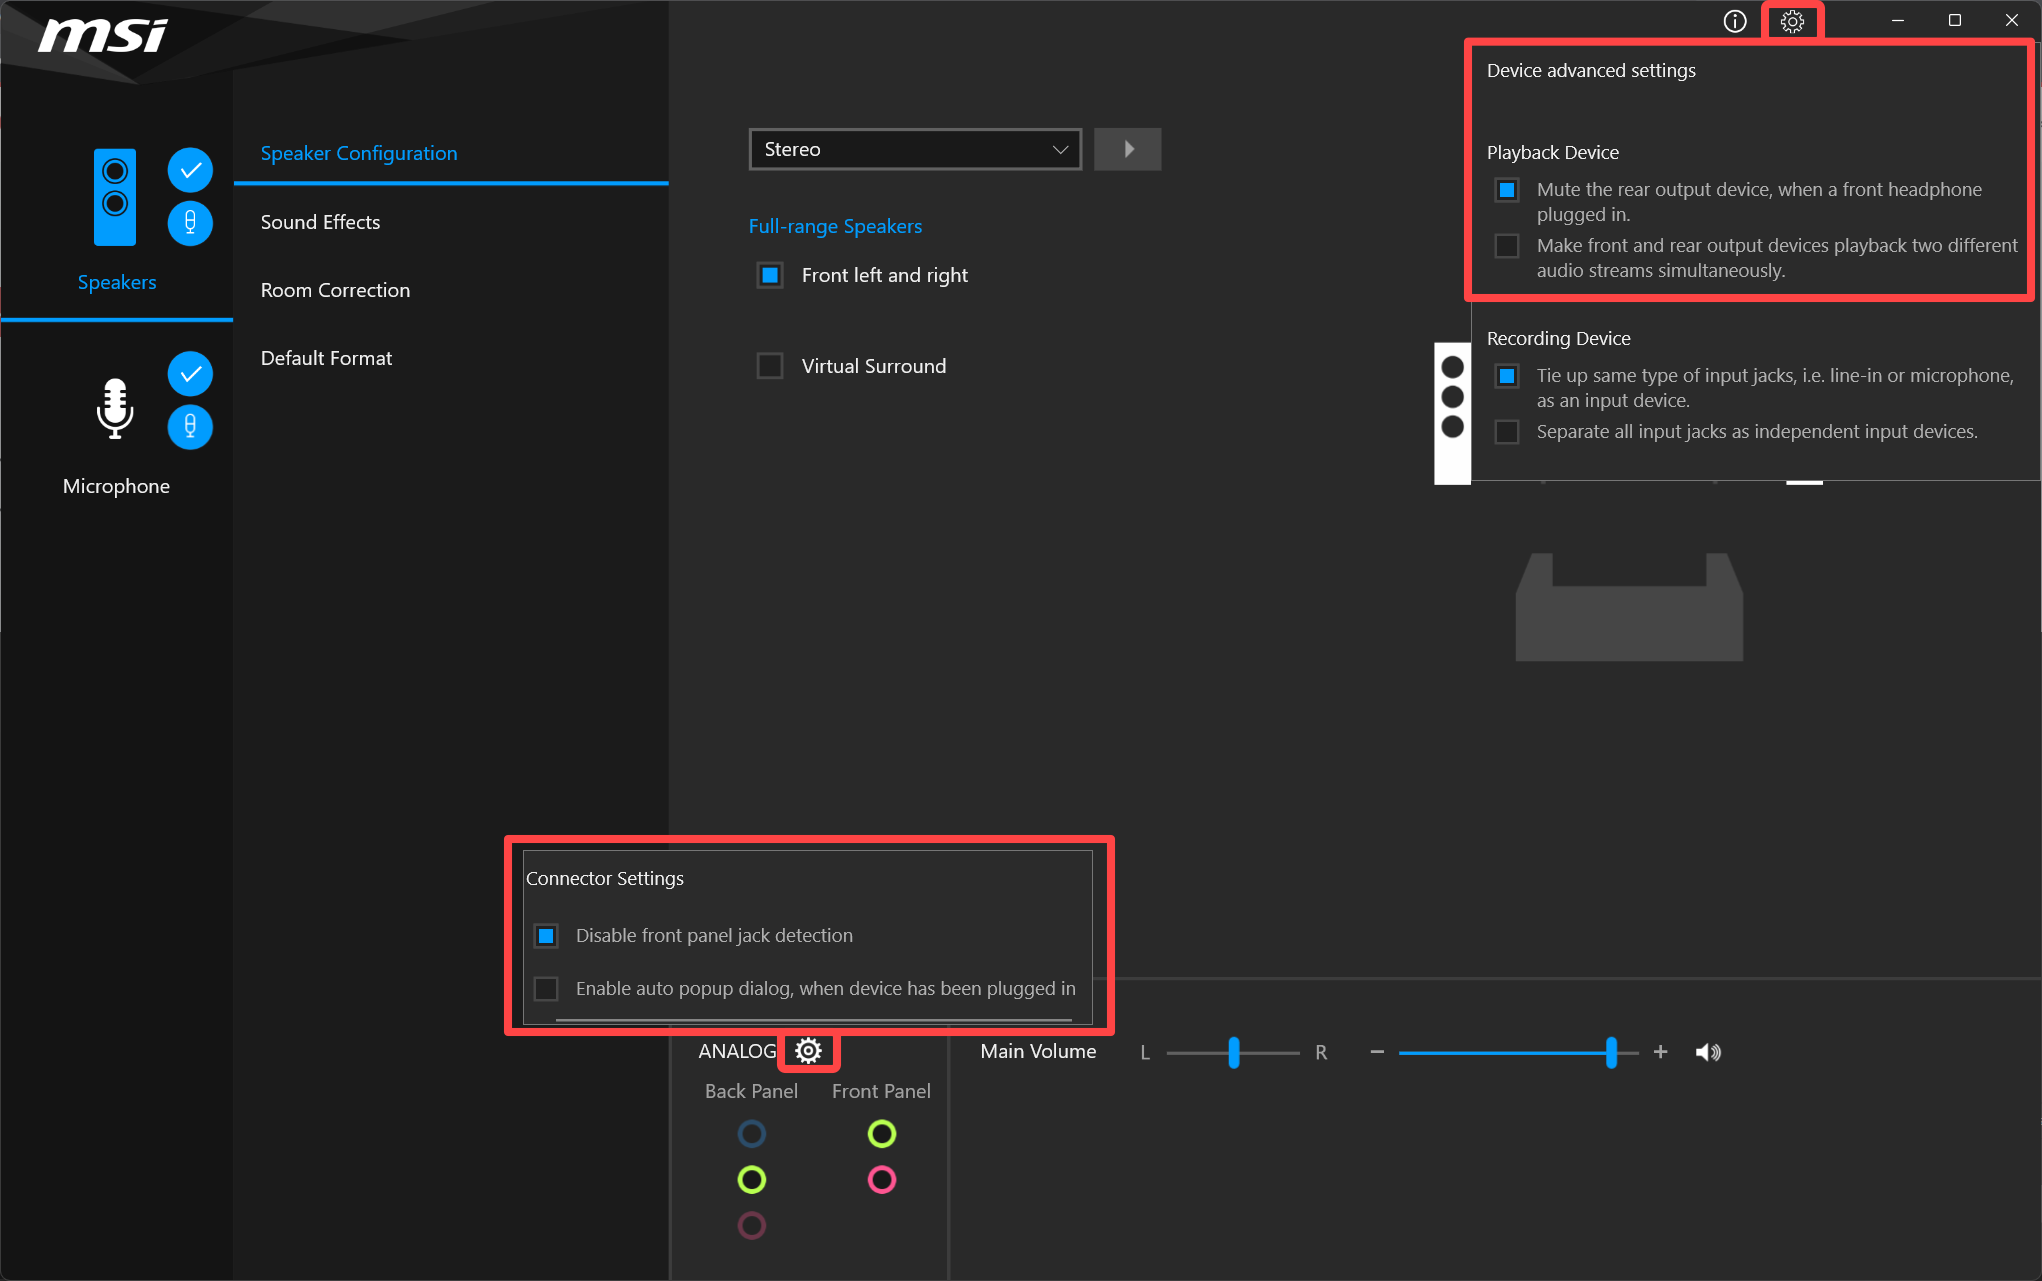 msi
Speakers
Microphone
Speaker Configuration
Sound Effects
Room Correction
Default Format
Stereo
Full-range Speakers
Front left and right
Virtual Surround
Device advanced settings
Playback Device
Mute the rear output device, when a front headphone
plugged in.
Make front and rear output devices playback two different
audio streams simultaneously.
Recording Device
Tie up same type of input jacks, i.e. line-in or microphone,
as an input device.
Separate all input jacks as independent input devices.
Connector Settings
Disable front panel jack detection
Enable auto popup dialog, when device has been plugged in
ANALOG
Back Panel Front Panel
Main Volume L R - +